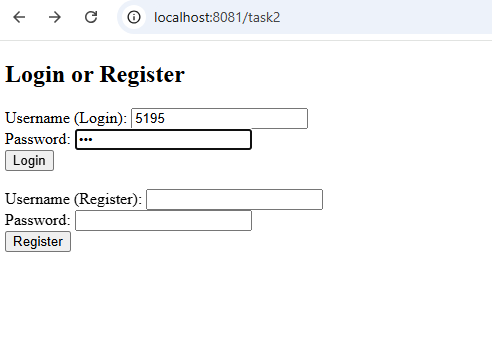 localhost:8081/task2
Login or Register
Username (Login): 5195
Password: •••
Login
Username (Register):
Password:
Register